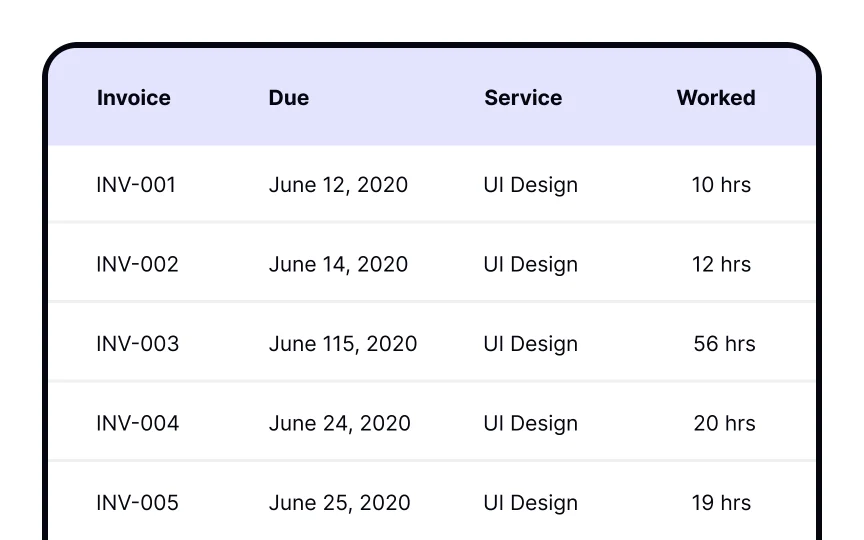 Invoice Due Service Worked
INV-001 June 12, 2020 UI Design 10 hrs
INV-002 June 14, 2020 UI Design 12 hrs
INV-003 June 115, 2020 UI Design 56 hrs
INV-004 June 24, 2020 UI Design 20 hrs
INV-005 June 25, 2020 UI Design 19 hrs